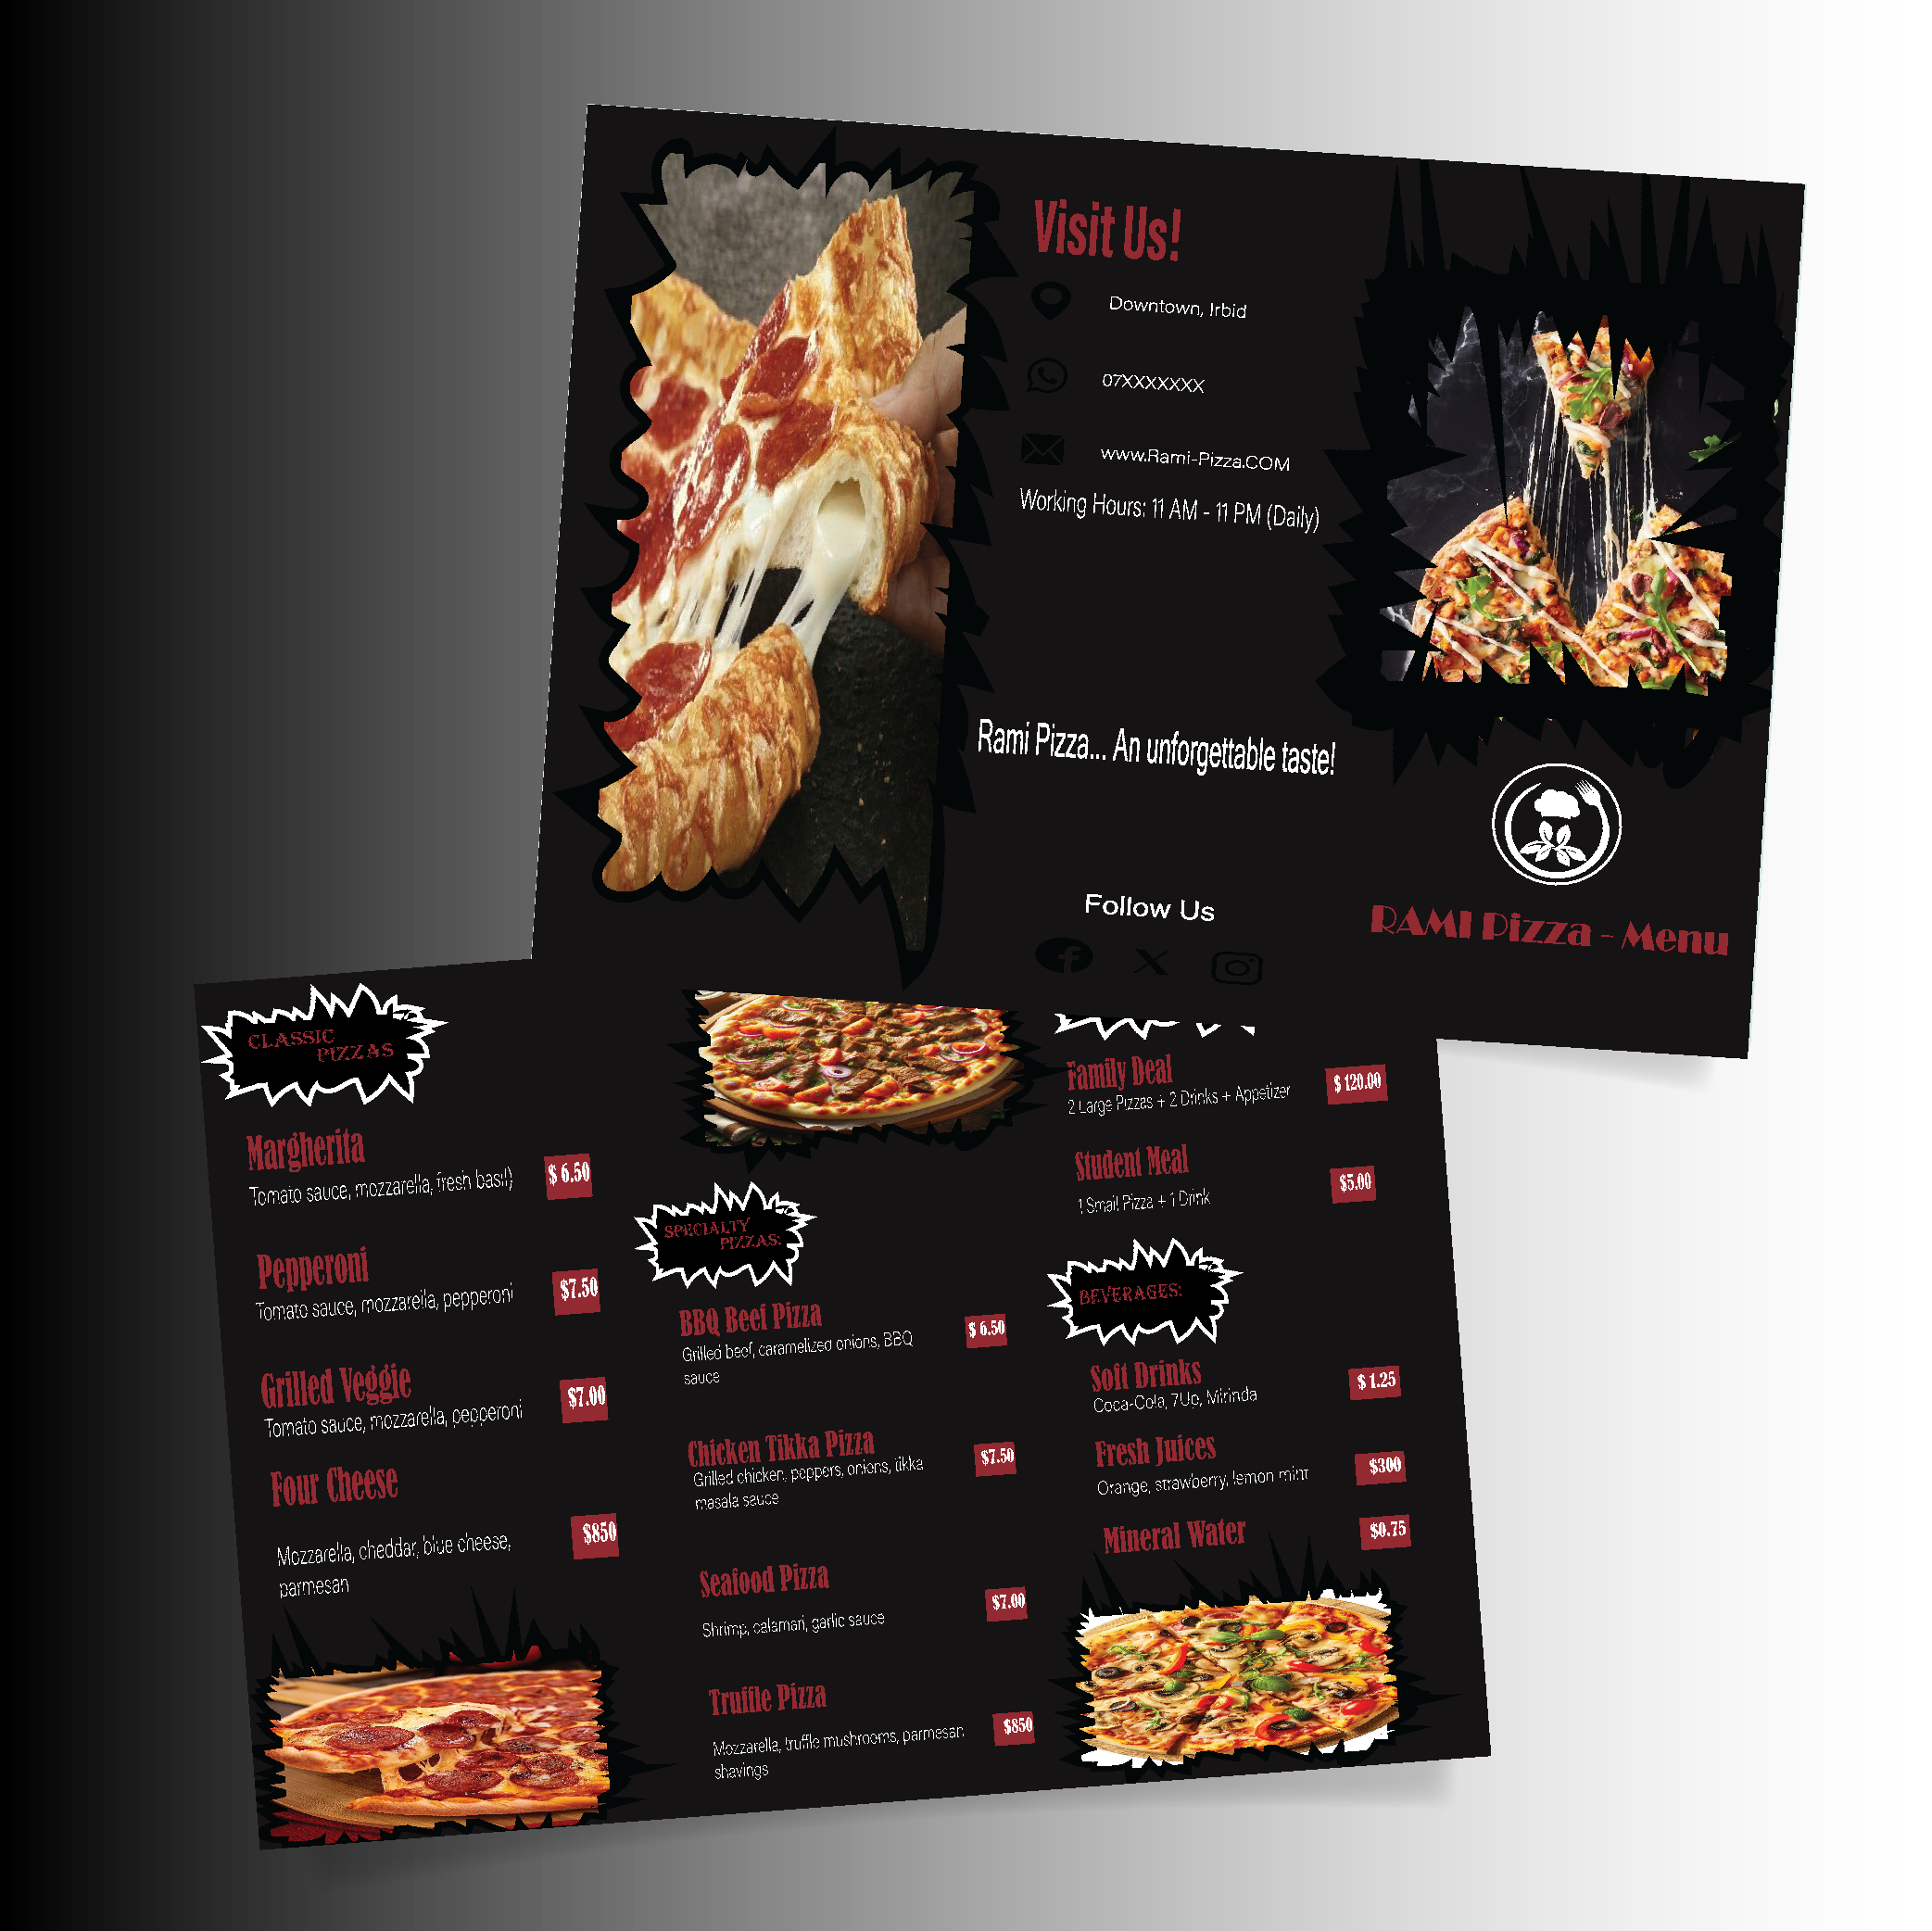 Visit Us!
Downtown, Irbid
07XXXXXXX
www.Rami-Pizza.COM
Working Hours: 11 AM - 11 PM (Daily)
Rami Pizza... An unforgettable taste!
Follow Us
RAMI Pizza - Menu
CLASSIC
PIZZAS
Margherita
Tomato sauce, mozzarella, fresh basil)
$ 6.50
Pepperoni
Tomato sauce, mozzarella, pepperoni
$7.50
Grilled Veggie
Tomato sauce, mozzarella, pepperoni
$7.00
Four Cheese
Mozzarella, cheddar, blue cheese,
parmesan
$850
SPECIALTY
PIZZAS:
BBQ Beef Pizza
Grilled beef, caramelized onions, BBQ
sauce
$ 6.50
Chicken Tikka Pizza
Grilled chicken, peppers, onions, tikka
masala sauce
$7.50
Seafood Pizza
Shrimp, calamari, garlic sauce
$7.00
Truffle Pizza
Mozzarella, truffle mushrooms, parmesan
shavings
$850
Family Deal
2 Large Pizzas + 2 Drinks + Appetizer
$ 120.00
Student Meal
1 Small Pizza + 1 Drink
$5.00
BEVERAGES:
Soft Drinks
Coca-Cola, 7Up, Mirinda
$ 1.25
Fresh Juices
Orange, strawberry, lemon mint
$300
Mineral Water
$0.75